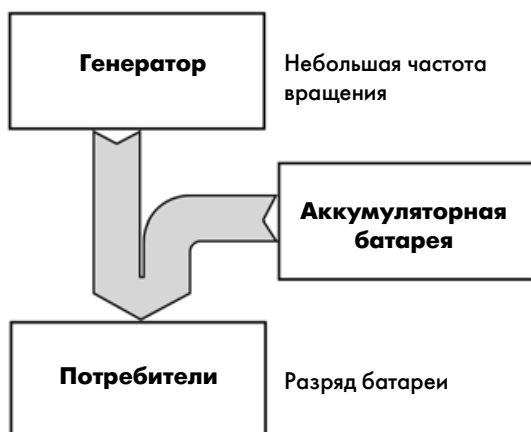 Генератор
Небольшая частота
вращения
Аккумуляторная
батарея
Потребители
Разряд батареи